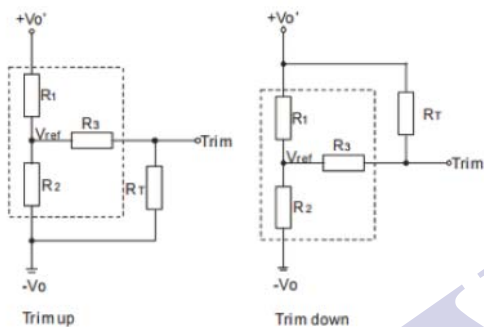 +Vo'
R1
Vref
R3
Trim
R2
RT
-Vo
Trim up
+Vo'
R1
RT
Vref
R3
Trim
R2
-Vo
Trim down